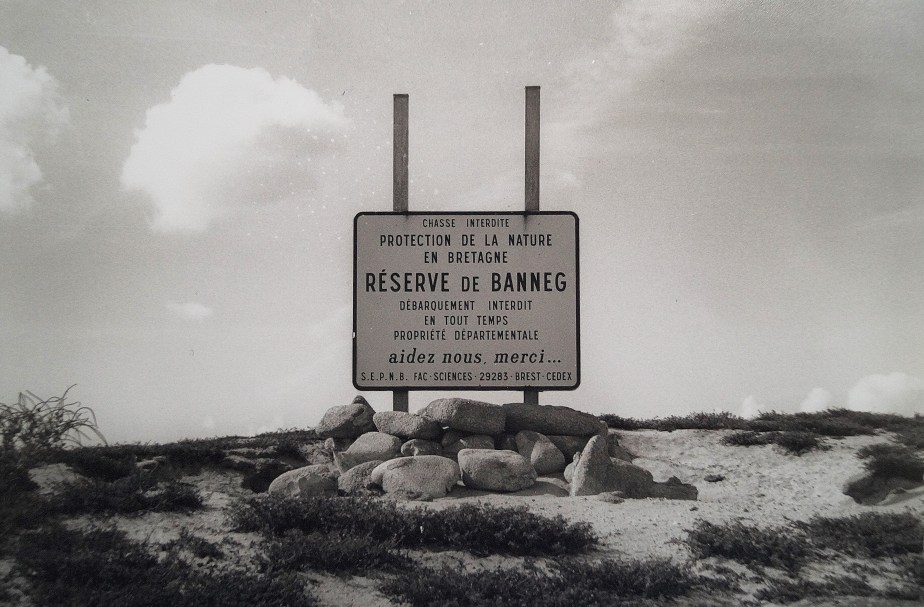 CHASSE INTERDITE
PROTECTION DE LA NATURE
EN BRETAGNE
RÉSERVE DE BANNEG
DÉBARQUEMENT INTERDIT
EN TOUT TEMPS
PROPRIÉTÉ DÉPARTEMENTALE
aidez nous, merci...
S.E.P.N.B. FAC-SCIENCES-29283-BREST-CEDEX